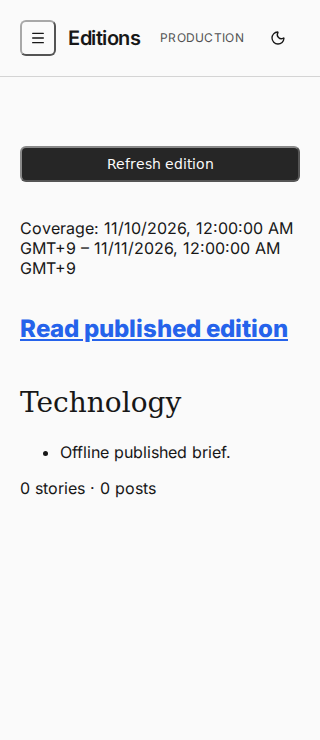 Editions PRODUCTION
Refresh edition
Coverage: 11/10/2026, 12:00:00 AM
GMT+9 – 11/11/2026, 12:00:00 AM
GMT+9
Read published edition
Technology
• Offline published brief.
0 stories · 0 posts